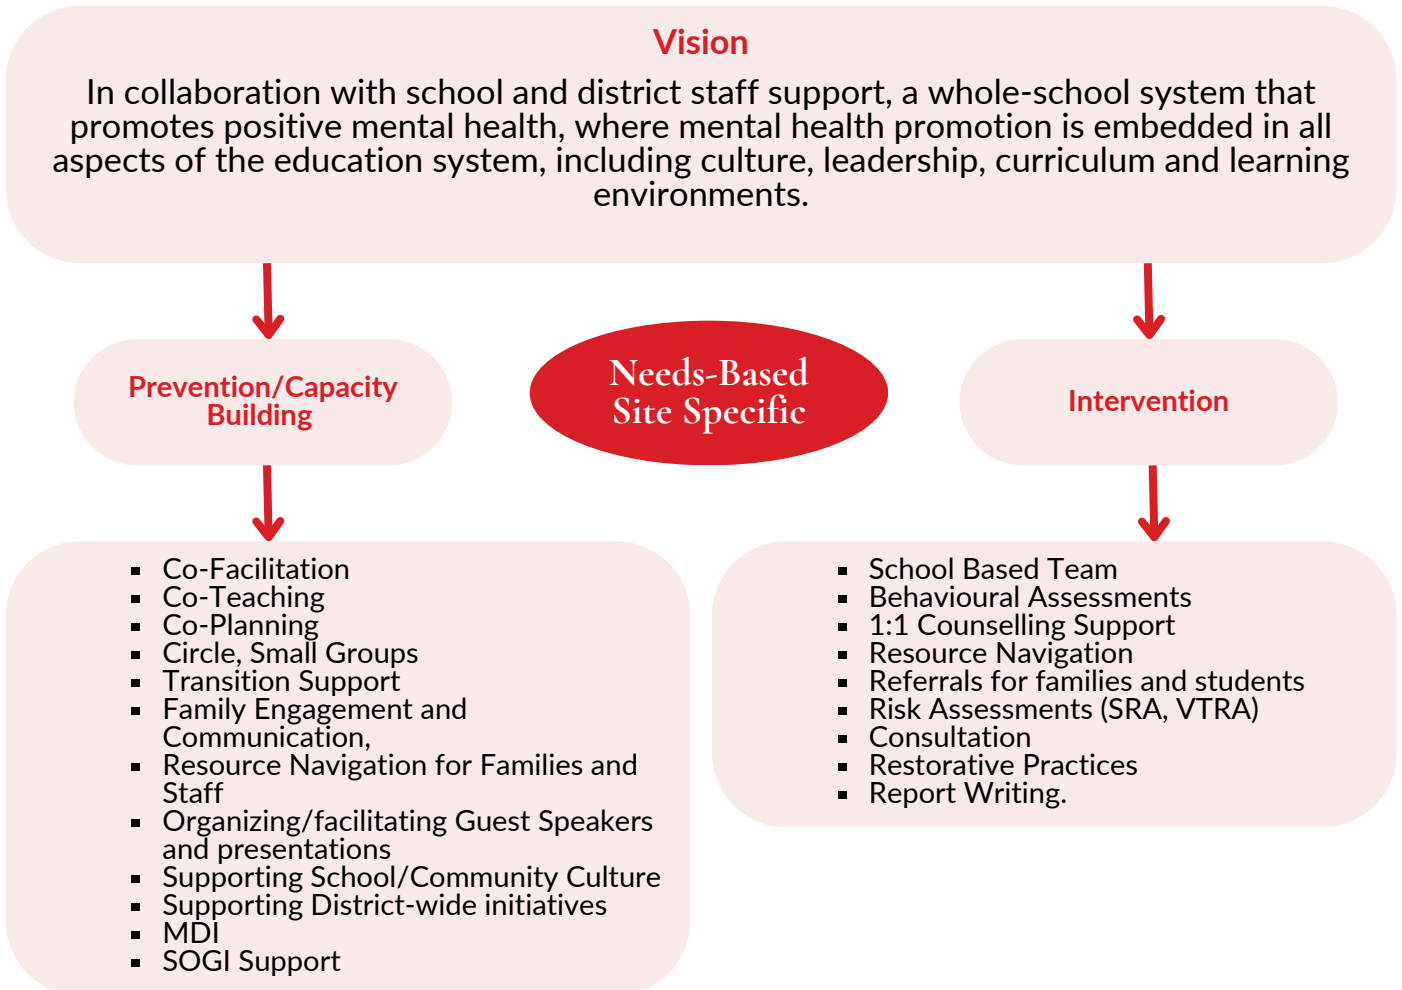 Vision
In collaboration with school and district staff support, a whole-school system that
promotes positive mental health, where mental health promotion is embedded in all
aspects of the education system, including culture, leadership, curriculum and learning
environments.
Prevention/Capacity
Building
Needs-Based
Site Specific
Intervention
▪ Co-Facilitation
▪ Co-Teaching
▪ Co-Planning
▪ Circle, Small Groups
▪ Transition Support
▪ Family Engagement and
Communication,
▪ Resource Navigation for Families and
Staff
▪ Organizing/facilitating Guest Speakers
and presentations
▪ Supporting School/Community Culture
▪ Supporting District-wide initiatives
▪ MDI
▪ SOGI Support
▪ School Based Team
▪ Behavioural Assessments
▪ 1:1 Counselling Support
▪ Resource Navigation
▪ Referrals for families and students
▪ Risk Assessments (SRA, VTRA)
▪ Consultation
▪ Restorative Practices
▪ Report Writing.